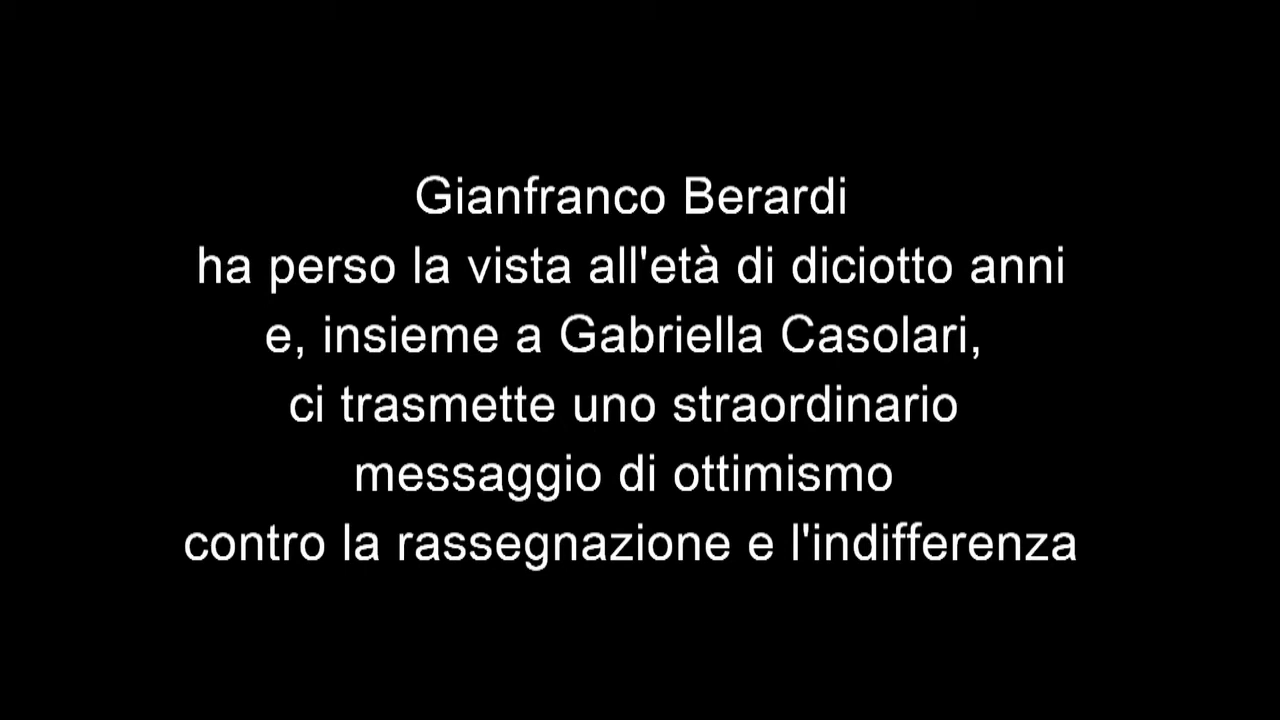 Gianfranco Berardi
ha perso la vista all'età di diciotto anni
e, insieme a Gabriella Casolari,
ci trasmette uno straordinario
messaggio di ottimismo
contro la rassegnazione e l'indifferenza